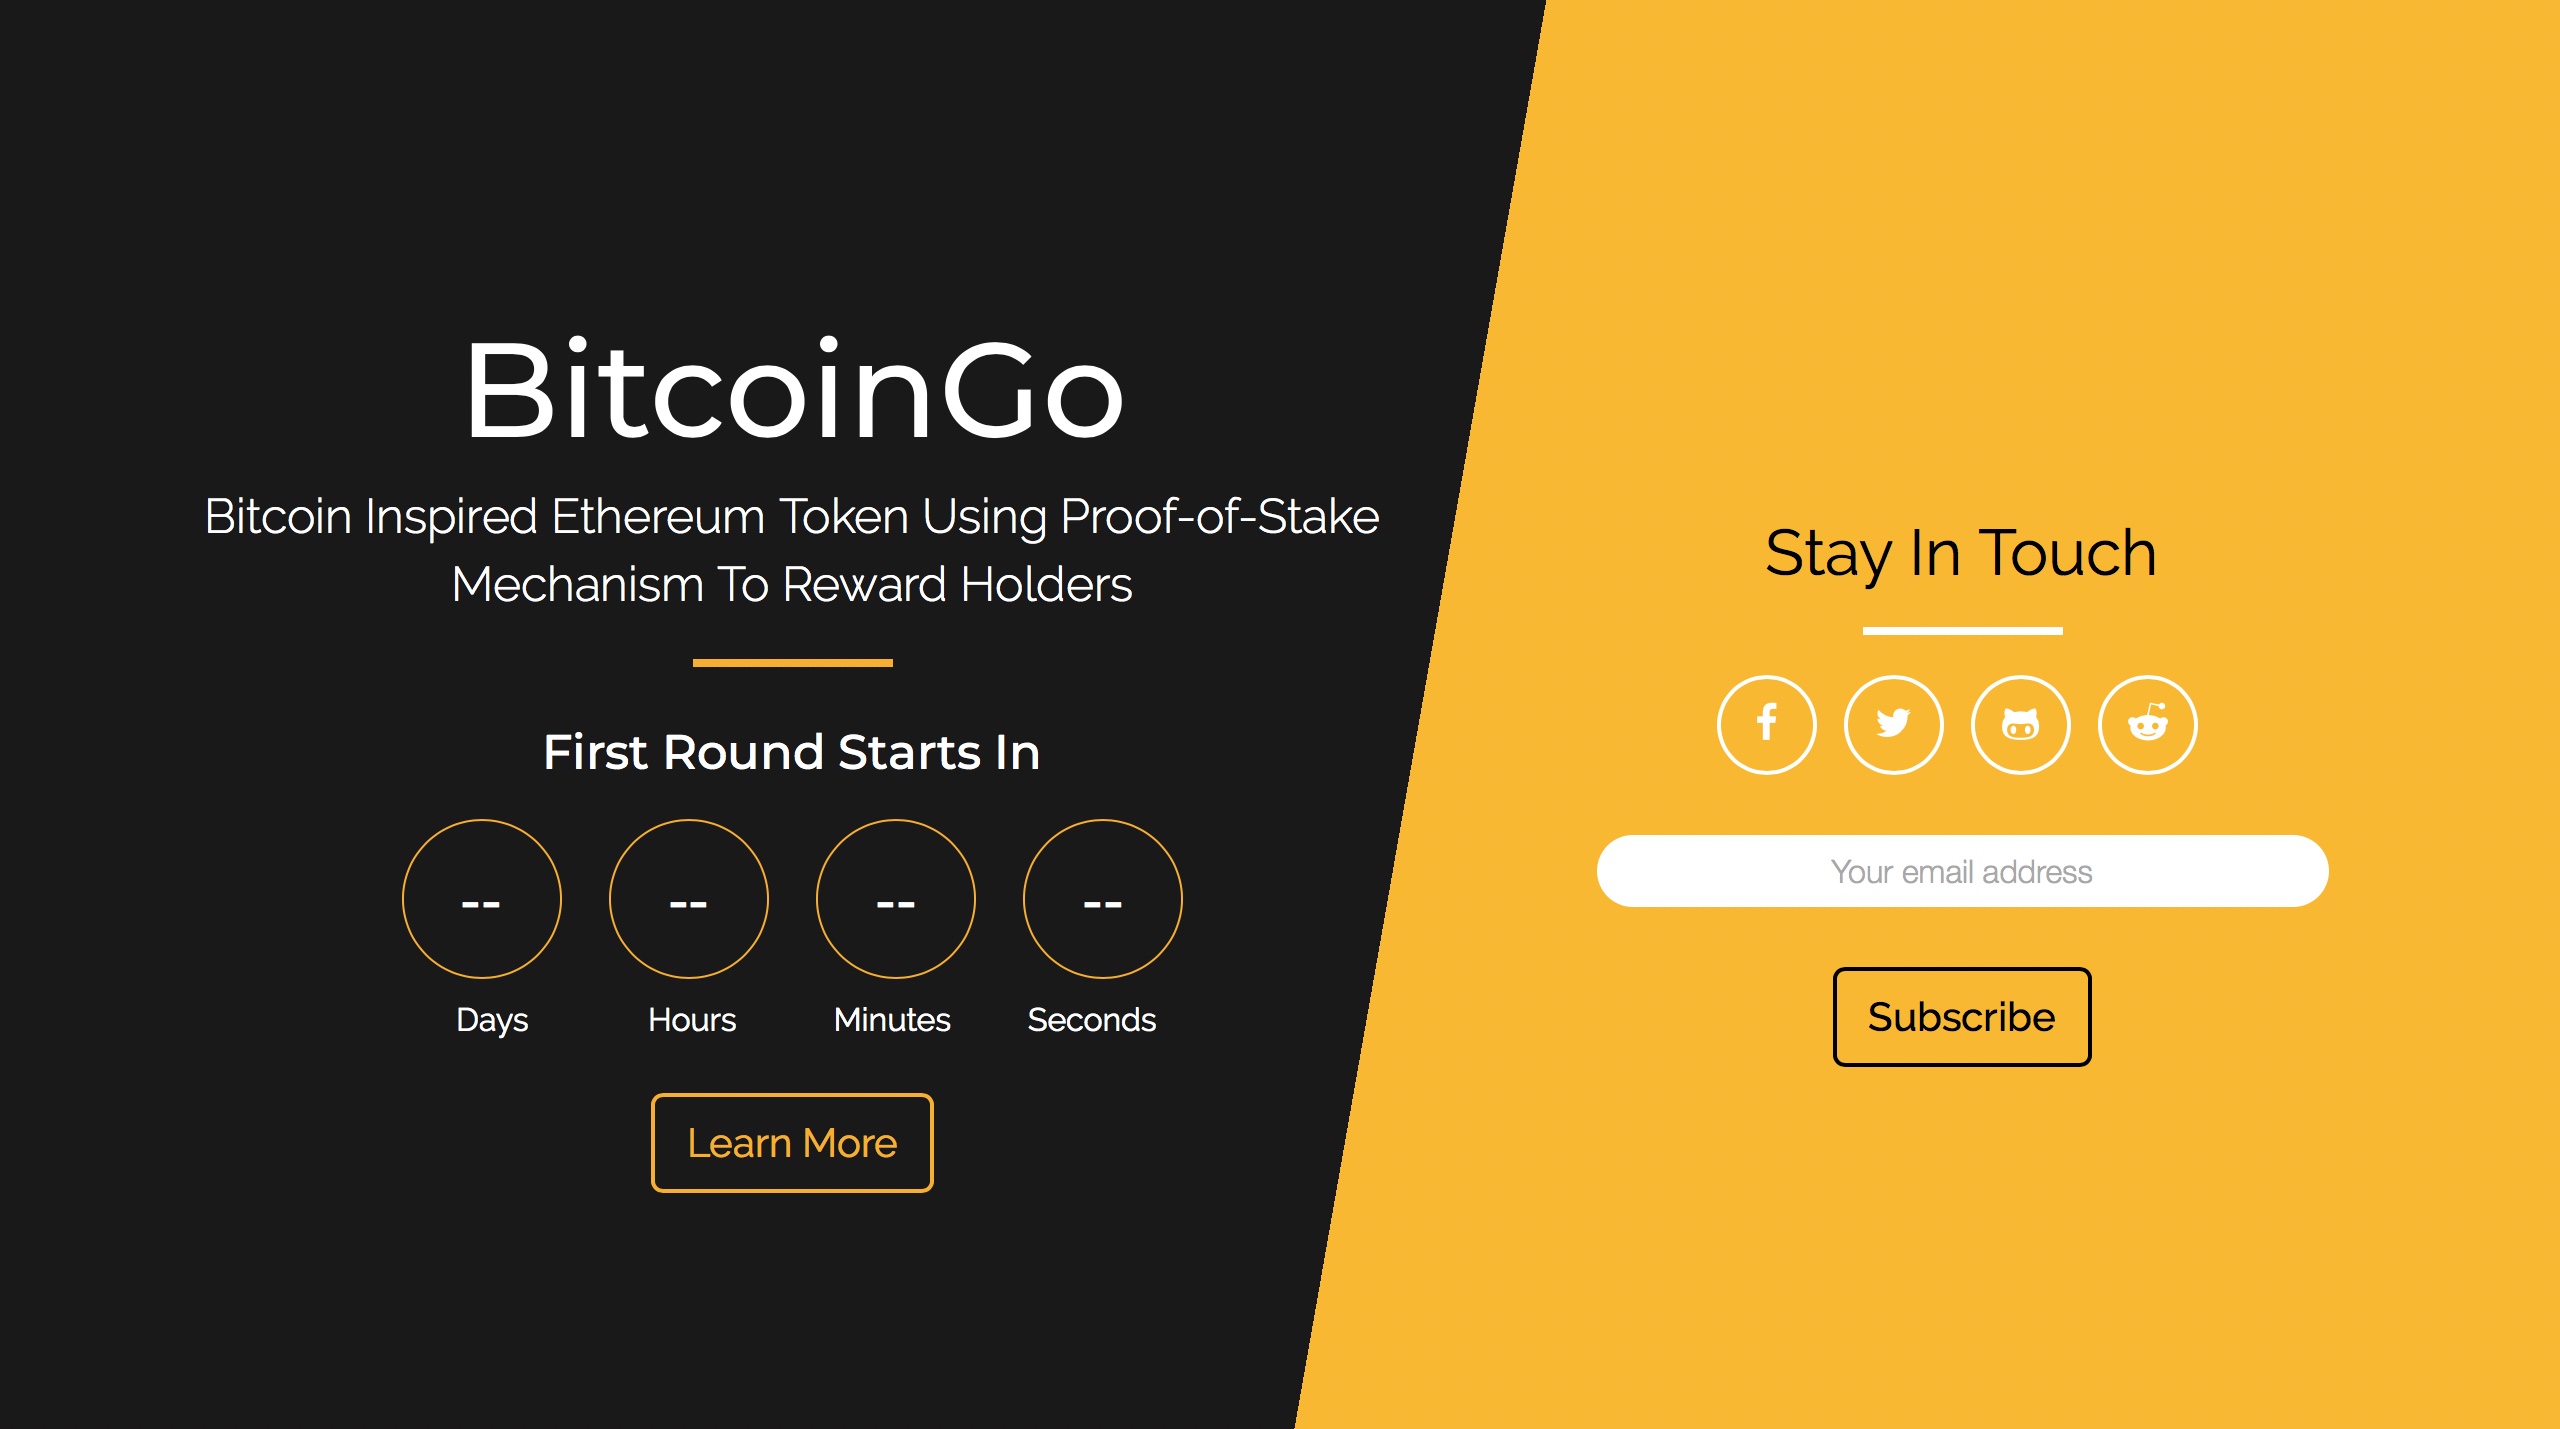 BitcoinGo
Bitcoin Inspired Ethereum Token Using Proof-of-Stake
Mechanism To Reward Holders
First Round Starts In
-- -- -- --
Days Hours Minutes Seconds
Learn More
Stay In Touch
Your email address
Subscribe